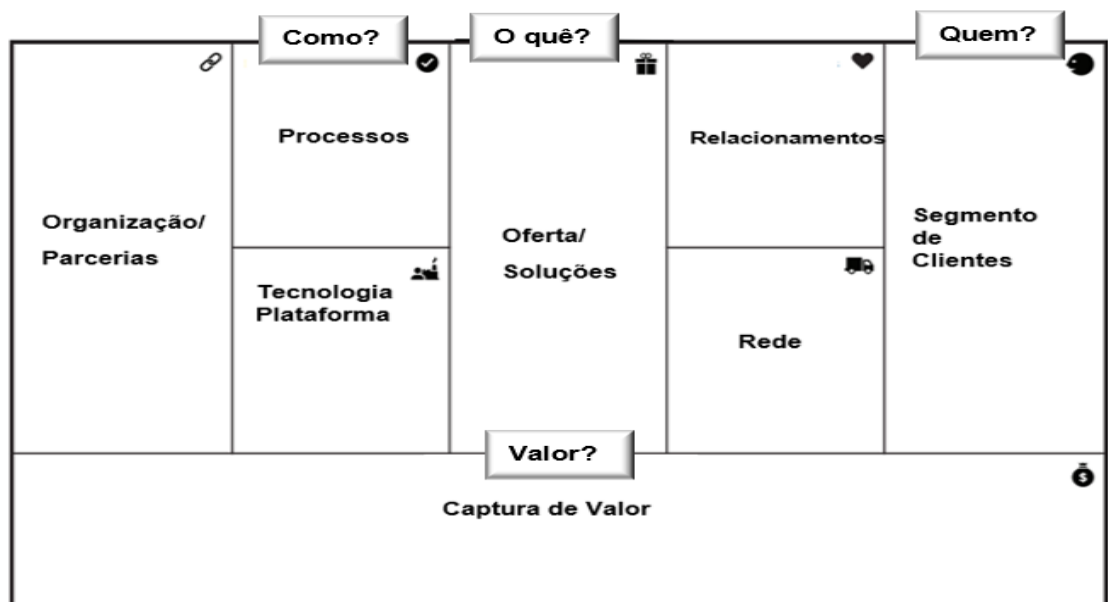 Como?
O quê?
Quem?
Organização/
Parcerias
Processos
Tecnologia
Plataforma
Oferta/
Soluções
Relacionamentos
Rede
Segmento
de
Clientes
Valor?
Captura de Valor